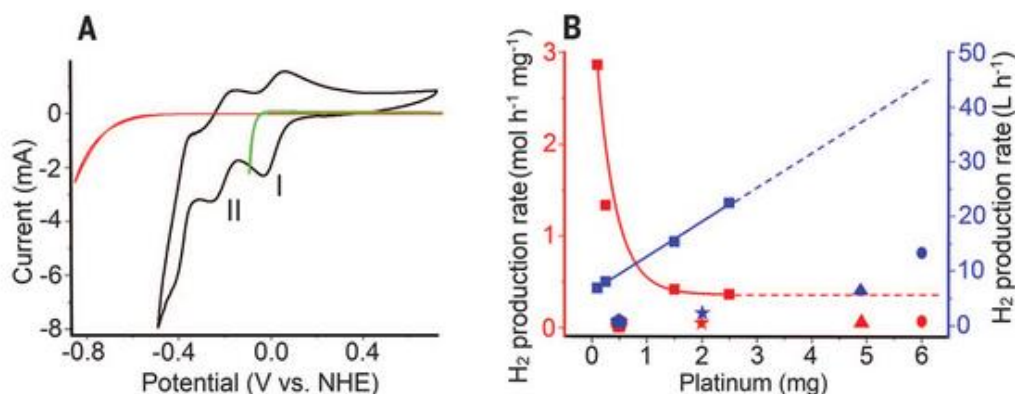 A
B
Current (mA)
0
-2
-4
-6
-8
I
II
-0.8
-0.4
0.0
0.4
Potential (V vs. NHE)
H2 production rate (mol h-1 mg-1)
3
2
1
0
0
1
2
3
4
5
6
Platinum (mg)
50
40
30
20
10
0
H2 production rate (L h-1)